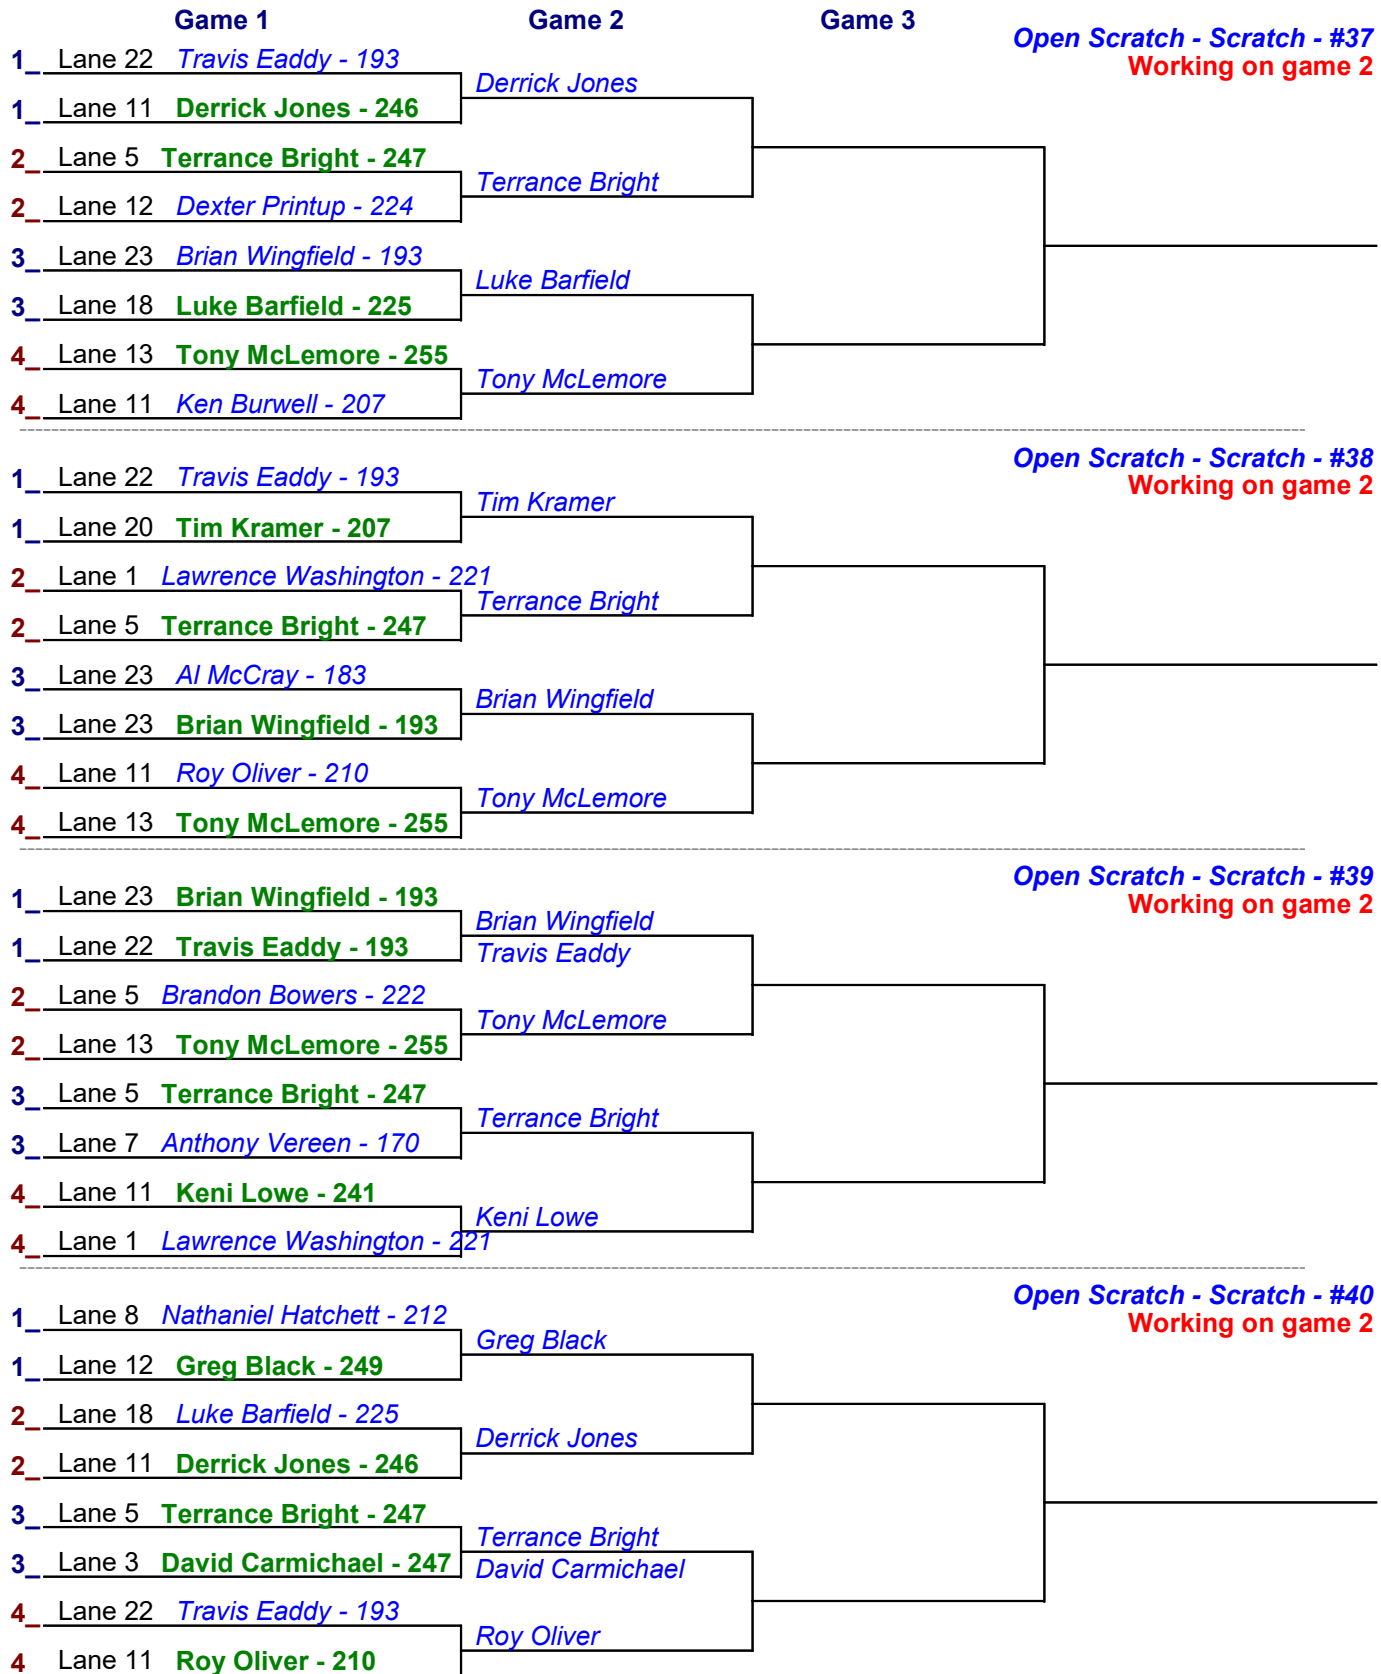 Game 1 Game 2 Game 3
Open Scratch - Scratch - #37
Working on game 2
1_ Lane 22 Travis Eaddy - 193
Derrick Jones
1_ Lane 11 Derrick Jones - 246
2_ Lane 5 Terrance Bright - 247
Terrance Bright
2_ Lane 12 Dexter Printup - 224
3_ Lane 23 Brian Wingfield - 193
Luke Barfield
3_ Lane 18 Luke Barfield - 225
4_ Lane 13 Tony McLemore - 255
Tony McLemore
4_ Lane 11 Ken Burwell - 207
Open Scratch - Scratch - #38
Working on game 2
1_ Lane 22 Travis Eaddy - 193
Tim Kramer
1_ Lane 20 Tim Kramer - 207
2_ Lane 1 Lawrence Washington - 221
Terrance Bright
2_ Lane 5 Terrance Bright - 247
3_ Lane 23 Al McCray - 183
Brian Wingfield
3_ Lane 23 Brian Wingfield - 193
4_ Lane 11 Roy Oliver - 210
Tony McLemore
4_ Lane 13 Tony McLemore - 255
Open Scratch - Scratch - #39
Working on game 2
1_ Lane 23 Brian Wingfield - 193
Brian Wingfield
1_ Lane 22 Travis Eaddy - 193
Travis Eaddy
2_ Lane 5 Brandon Bowers - 222
Tony McLemore
2_ Lane 13 Tony McLemore - 255
3_ Lane 5 Terrance Bright - 247
Terrance Bright
3_ Lane 7 Anthony Vereen - 170
4_ Lane 11 Keni Lowe - 241
Keni Lowe
4_ Lane 1 Lawrence Washington - 221
Open Scratch - Scratch - #40
Working on game 2
1_ Lane 8 Nathaniel Hatchett - 212
Greg Black
1_ Lane 12 Greg Black - 249
2_ Lane 18 Luke Barfield - 225
Derrick Jones
2_ Lane 11 Derrick Jones - 246
3_ Lane 5 Terrance Bright - 247
Terrance Bright
3_ Lane 3 David Carmichael - 247
David Carmichael
4_ Lane 22 Travis Eaddy - 193
Roy Oliver
4 Lane 11 Roy Oliver - 210